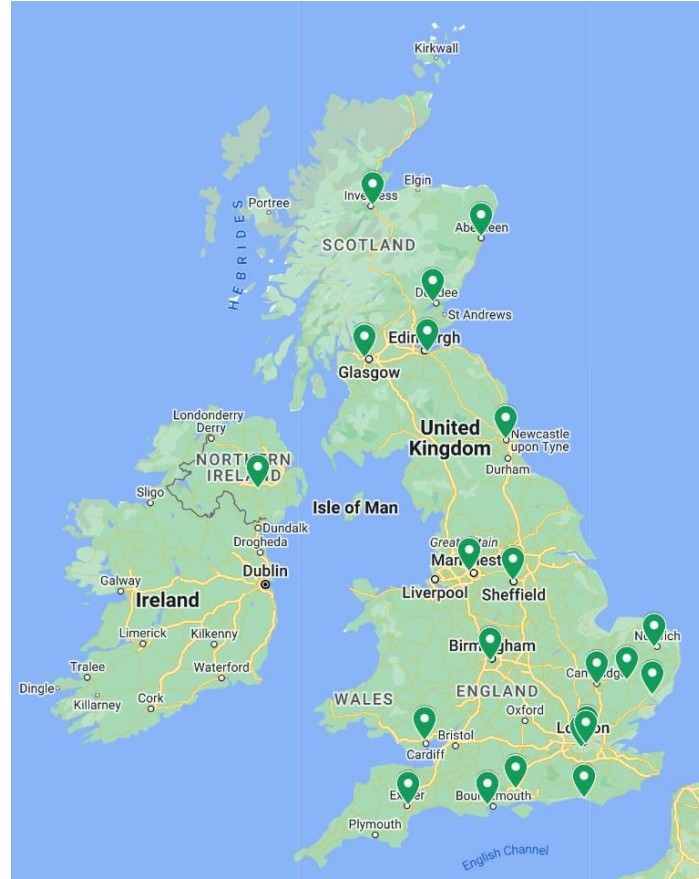 Kirkwall
Elgin
Inverness
Portree
HEBRIDES
Aberdeen
SCOTLAND
Dundee
St Andrews
Edinburgh
Glasgow
Londonderry
Derry
United
Kingdom
Newcastle
upon Tyne
NORTHERN
IRELAND
Durham
Sligo
Isle of Man
Dundalk
Drogheda
Great Britain
Manchester
Dublin
Galway
Liverpool
Sheffield
Ireland
Limerick
Kilkenny
Norwich
Birmingham
Tralee
Waterford
Cambridge
Dingle
Killarney
Cork
WALES
ENGLAND
Oxford
London
Bristol
Cardiff
Exeter
Bournemouth
Plymouth
English Channel